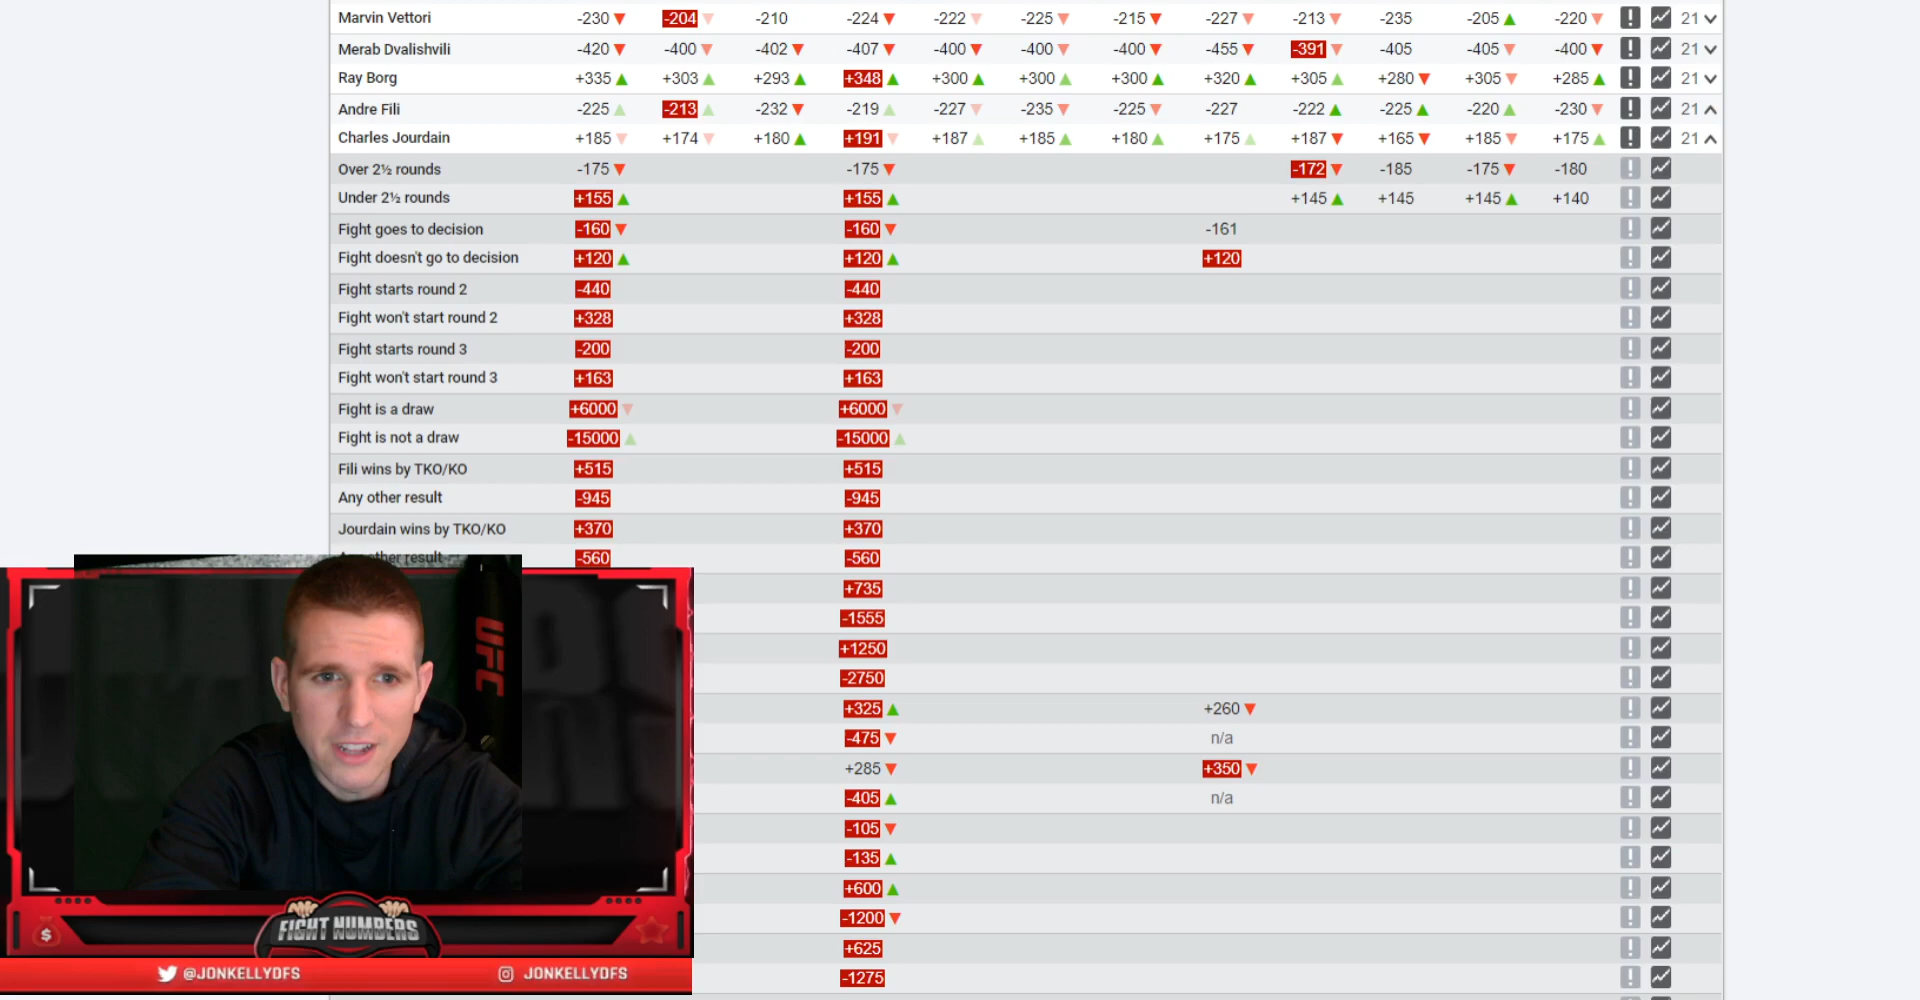 Marvin Vettori -230 -204 -210 -224 -222 -225 -215 -227 -213 -235 -205 -220 21
Merab Dvalishvili -420 -400 -402 -407 -400 -400 -400 -455 -391 -405 -405 -400 21
Ray Borg +335 +303 +293 +348 +300 +300 +300 +320 +305 +280 +305 +285 21
Andre Fili -225 -213 -232 -219 -227 -235 -225 -227 -222 -225 -220 -230 21
Charles Jourdain +185 +174 +180 +191 +187 +185 +180 +175 +187 +165 +185 +175 21
Over 2½ rounds -175 -175 -172 -185 -175 -180
Under 2½ rounds +155 +155 +145 +145 +145 +140
Fight goes to decision -160 -160 -161
Fight doesn't go to decision +120 +120 +120
Fight starts round 2 -440 -440
Fight won't start round 2 +328 +328
Fight starts round 3 -200 -200
Fight won't start round 3 +163 +163
Fight is a draw +6000 +6000
Fight is not a draw -15000 -15000
Fili wins by TKO/KO +515 +515
Any other result -945 -945
Jourdain wins by TKO/KO +370 +370
Any other result -560 -560
+735
-1555
+1250
-2750
+325 +260
-475 n/a
+285 +350
-405 n/a
-105
-135
+600
-1200
+625
-1275
UFC
FIGHT NUMBERS
@JONKELLYDFS JONKELLYDFS